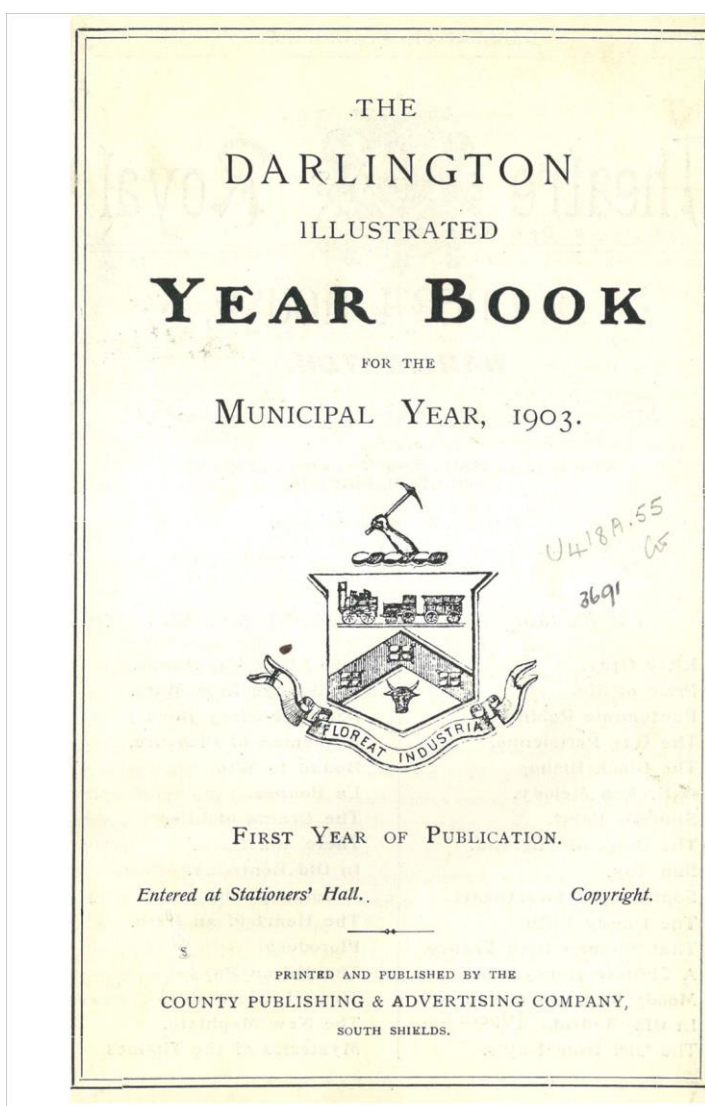 THE
DARLINGTON
ILLUSTRATED
YEAR BOOK
FOR THE
MUNICIPAL YEAR, 1903.
U418A.55
3691
FLOREAT INDUSTRIA
FIRST YEAR OF PUBLICATION.
Entered at Stationers' Hall. Copyright.
PRINTED AND PUBLISHED BY THE
COUNTY PUBLISHING & ADVERTISING COMPANY,
SOUTH SHIELDS.